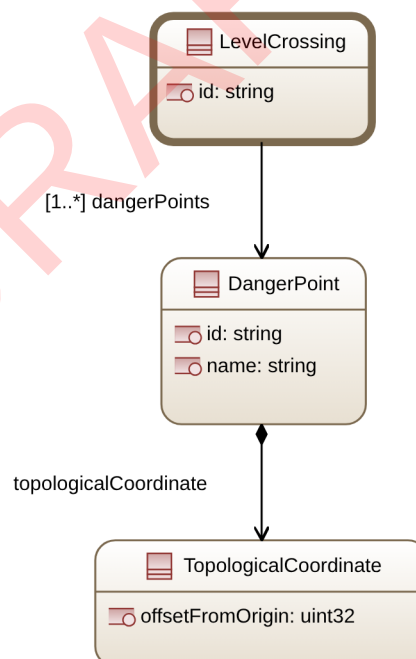 LevelCrossing
id: string
[1..*] dangerPoints
DangerPoint
id: string
name: string
topologicalCoordinate
TopologicalCoordinate
offsetFromOrigin: uint32